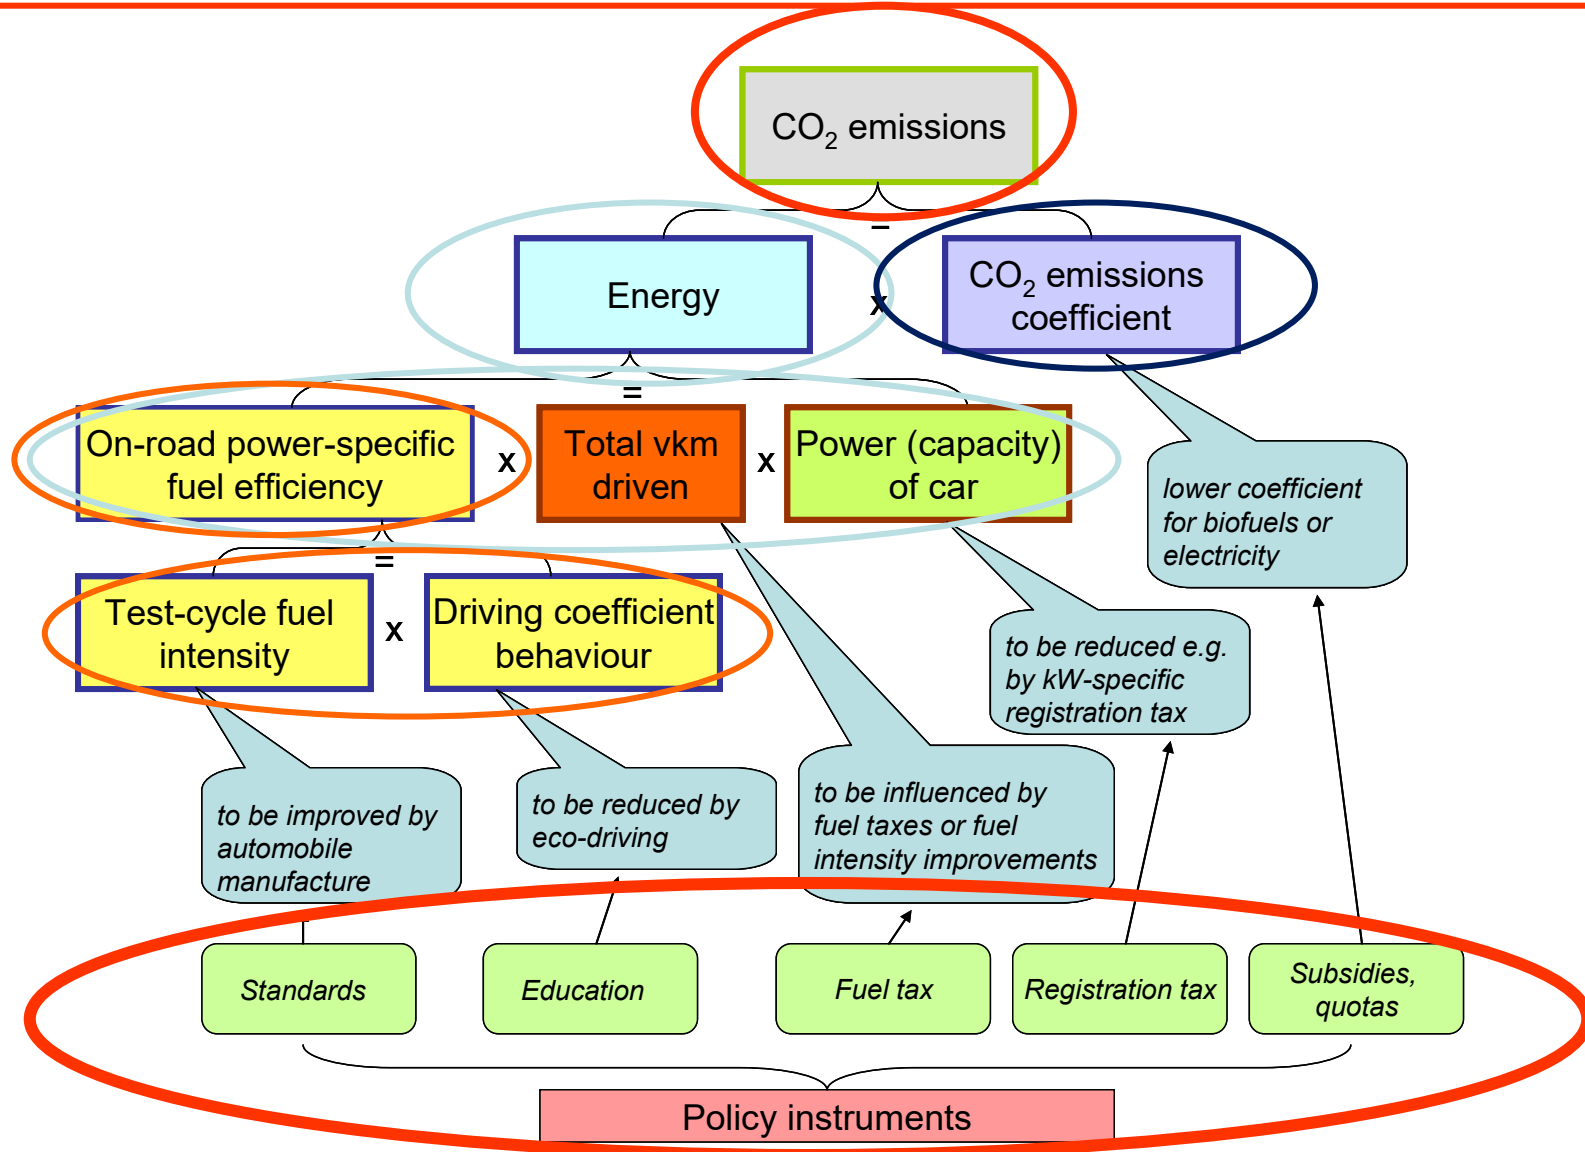 CO₂ emissions
=
Energy
x
CO₂ emissions
coefficient
=
On-road power-specific
fuel efficiency
x
Total vkm
driven
x
Power (capacity)
of car
lower coefficient
for biofuels or
electricity
=
Test-cycle fuel
intensity
x
Driving coefficient
behaviour
to be reduced e.g.
by kW-specific
registration tax
to be improved by
automobile
manufacture
to be reduced by
eco-driving
to be influenced by
fuel taxes or fuel
intensity improvements
Standards
Education
Fuel tax
Registration tax
Subsidies,
quotas
Policy instruments